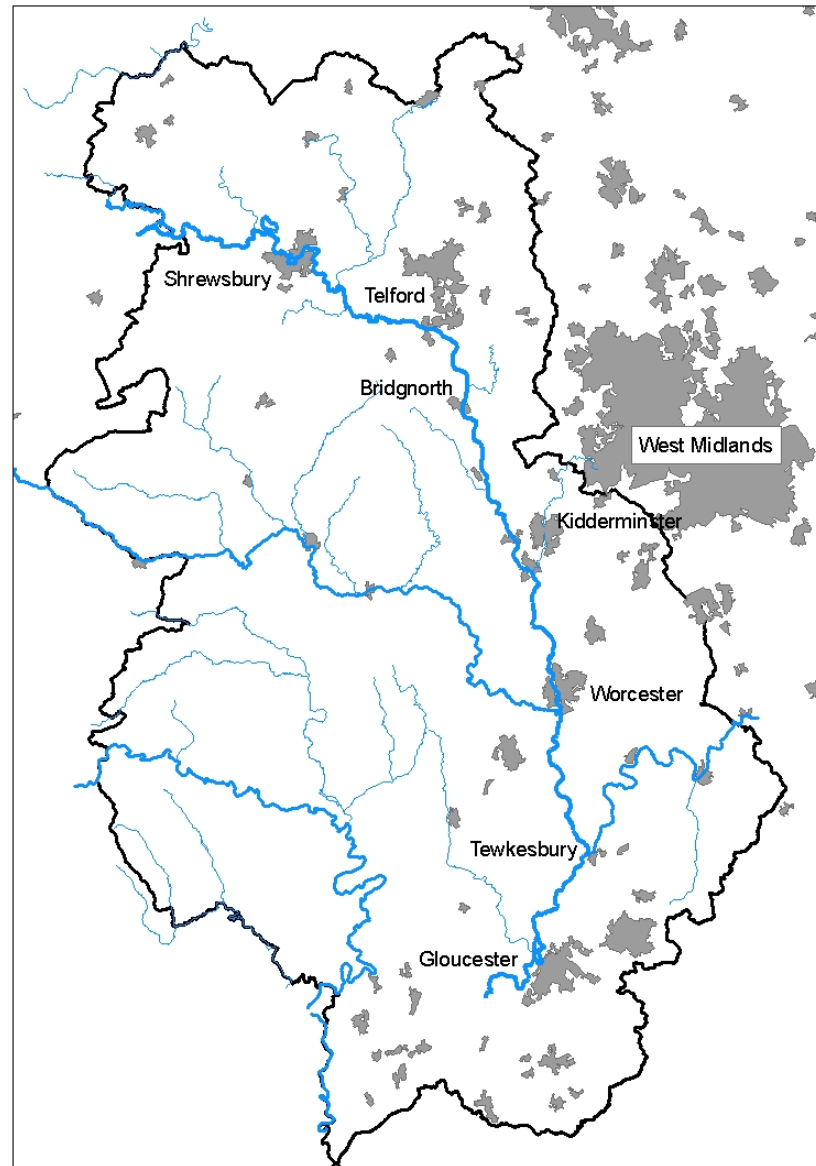 Shrewsbury
Telford
Bridgnorth
West Midlands
Kidderminster
Worcester
Tewkesbury
Gloucester